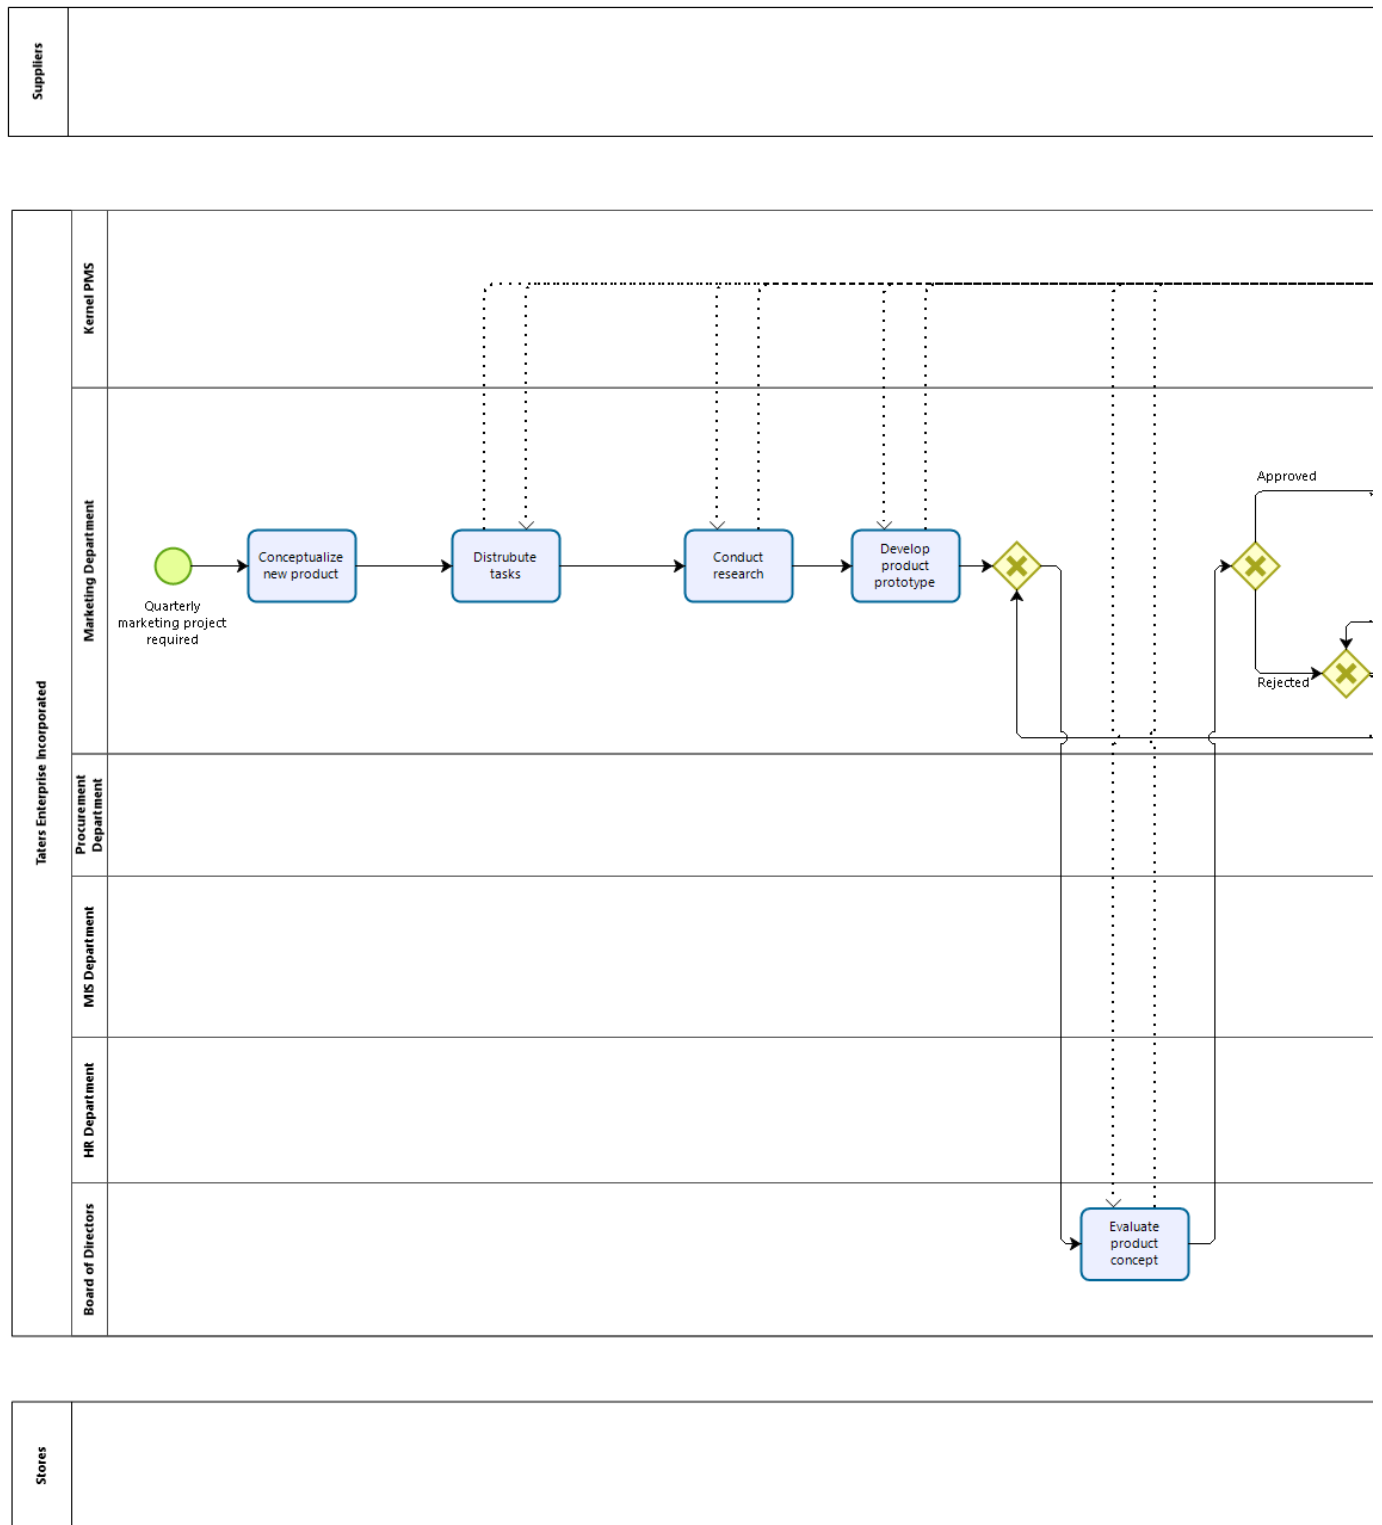 Suppliers
Taters Enterprise Incorporated
Kernel PMS
Marketing Department
Quarterly
marketing project
required
Conceptualize
new product
Distrubute
tasks
Conduct
research
Develop
product
prototype
Approved
Rejected
Procurement
Department
MIS Department
HR Department
Board of Directors
Evaluate
product
concept
Stores